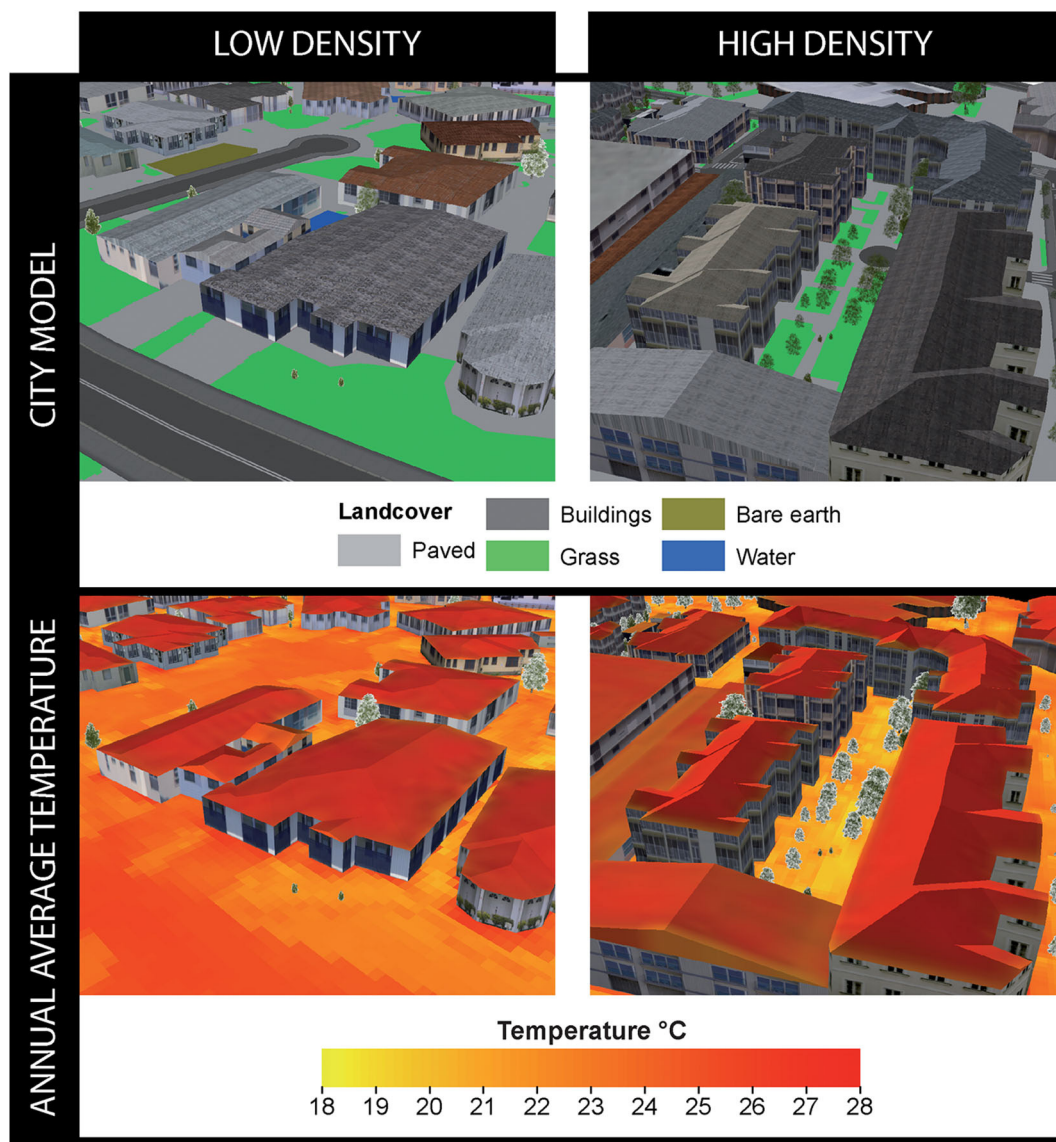 LOW DENSITY
HIGH DENSITY
CITY MODEL
Landcover
Paved
Buildings
Grass
Bare earth
Water
ANNUAL AVERAGE TEMPERATURE
Temperature °C
18 19 20 21 22 23 24 25 26 27 28